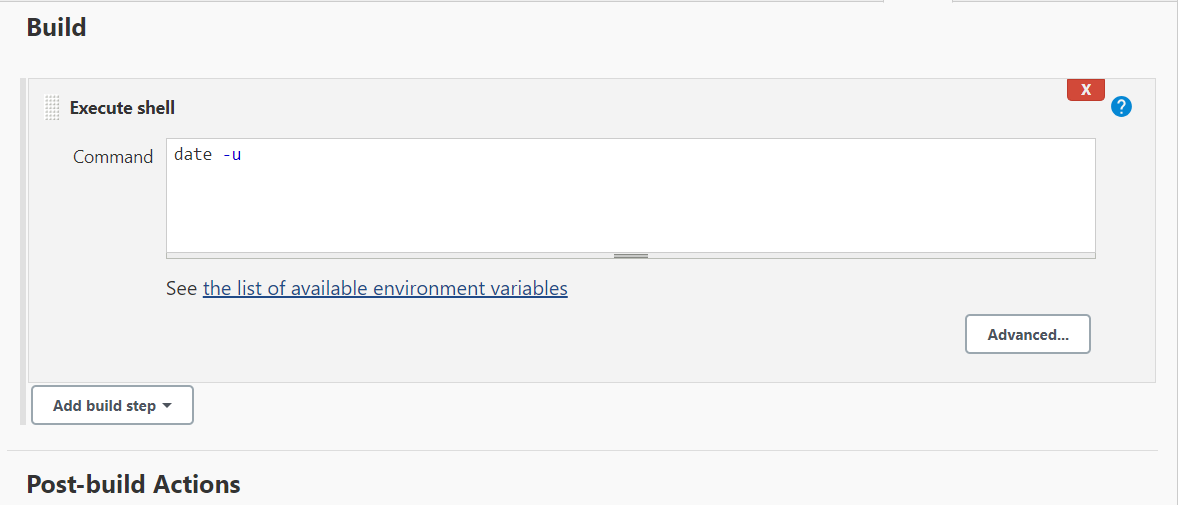 Build
X
Execute shell
?
Command
date -u
See the list of available environment variables
Advanced...
Add build step
Post-build Actions